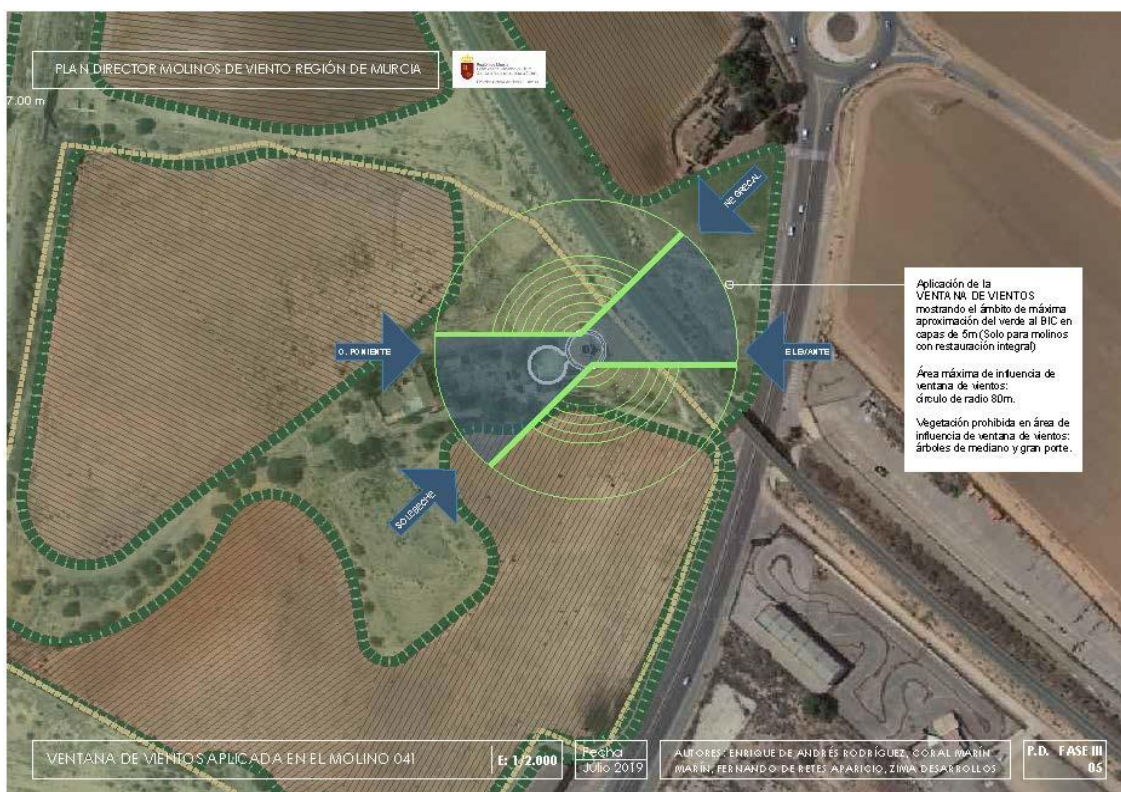 PLAN DIRECTOR MOLINOS DE VIENTO REGIÓN DE MURCIA
Región de Murcia
7.00 m
NE GRECAL
O. PONIENTE
E LEVANTE
SO LEBECHE
Aplicación de la
VENTANA DE VIENTOS
mostrando el ámbito de máxima
aproximación del verde al BIC en
capas de 5m (Solo para molinos
con restauración integral)
Área máxima de influencia de
ventana de vientos:
círculo de radio 80m.
Vegetación prohibida en área de
influencia de ventana de vientos:
árboles de mediano y gran porte.
VENTANA DE VIENTOS APLICADA EN EL MOLINO 041
E: 1/2.000
Fecha
Julio 2019
AUTORES: ENRIQUE DE ANDRÉS RODRÍGUEZ, CORAL MARÍN
MARÍN, FERNANDO DE RETES APARICIO, ZIMA DESARROLLOS
P.D. FASE III
05